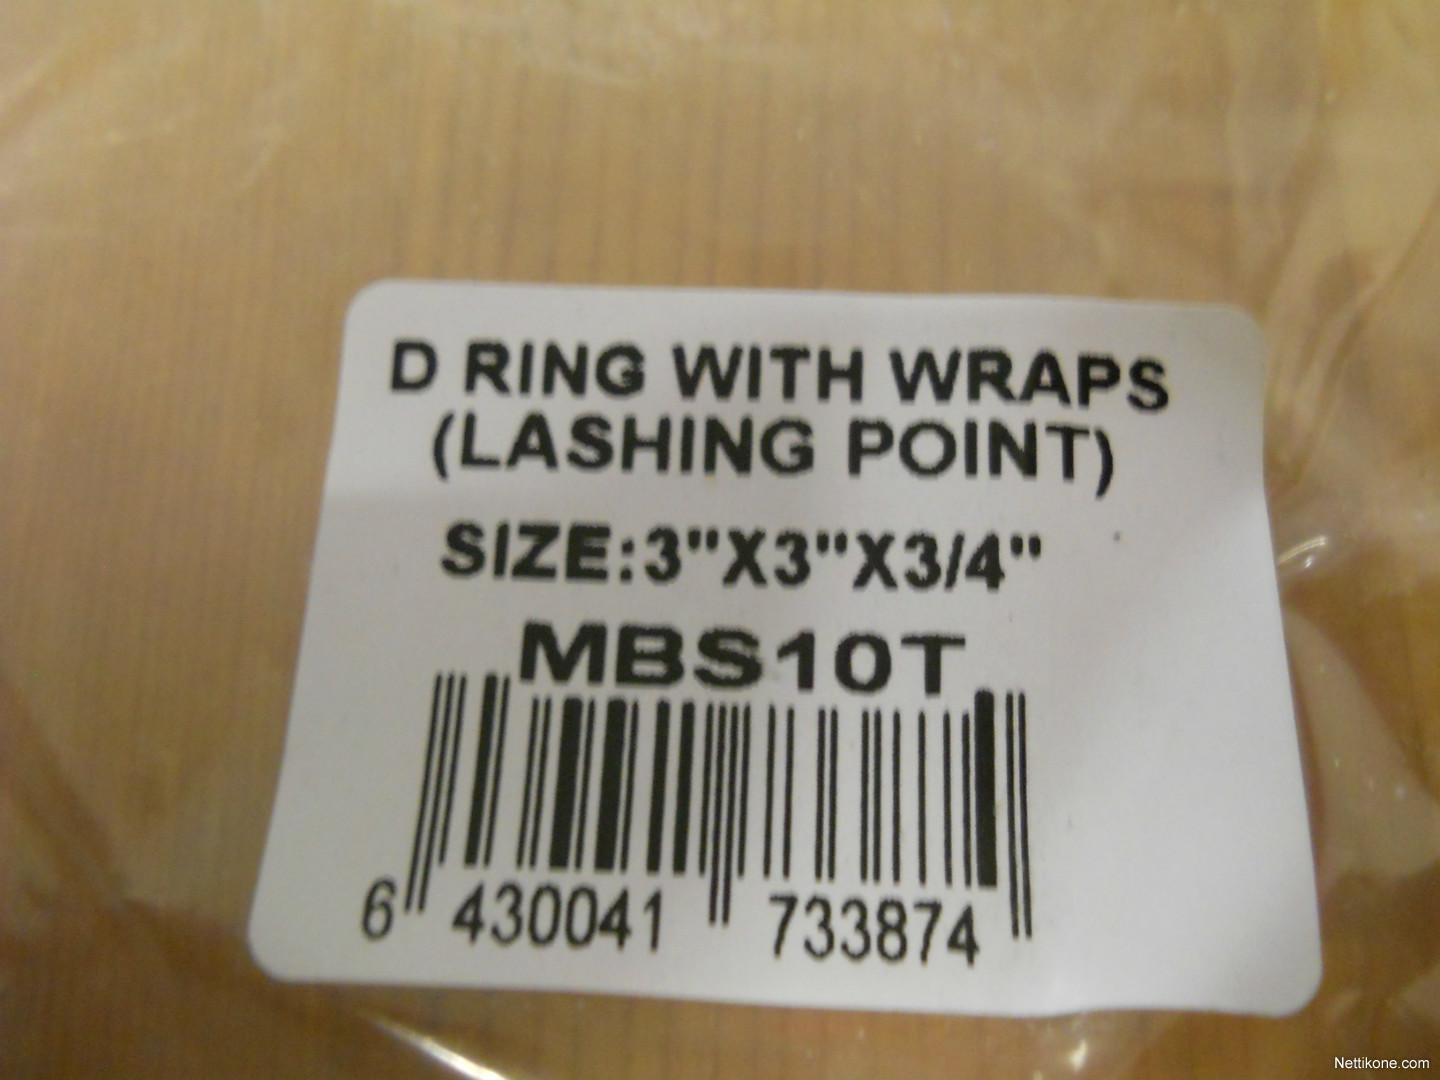 D RING WITH WRAPS
(LASHING POINT)
SIZE:3"X3"X3/4"
MBS10T
6 430041 733874
Nettikone.com